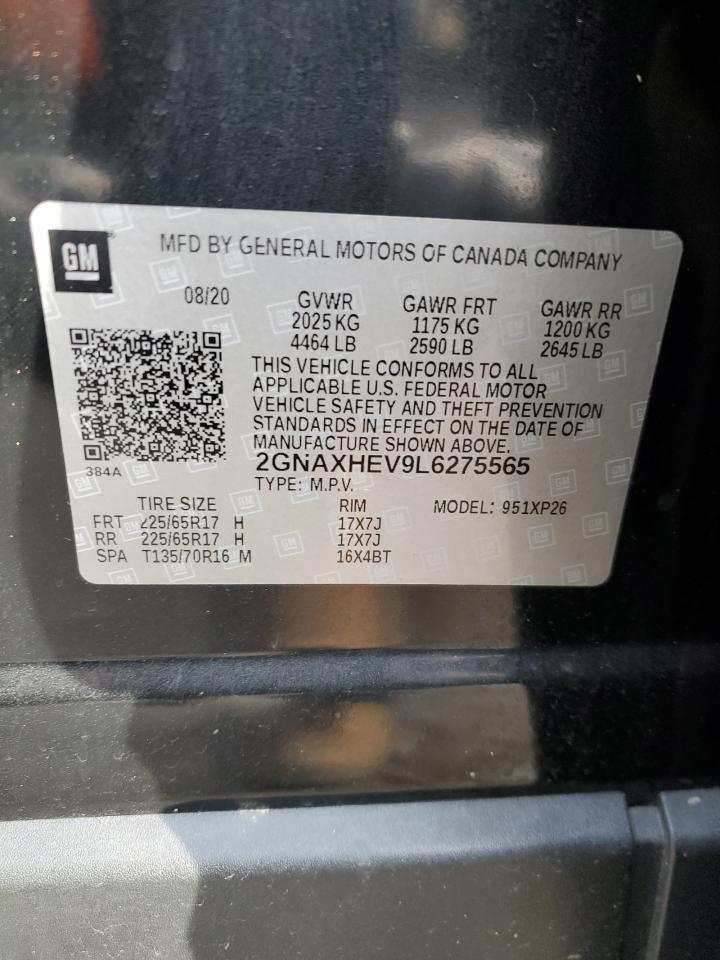 GM
MFD BY GENERAL MOTORS OF CANADA COMPANY
08/20
GVWR GAWR FRT GAWR RR
2025 KG 1175 KG 1200 KG
4464 LB 2590 LB 2645 LB
THIS VEHICLE CONFORMS TO ALL
APPLICABLE U.S. FEDERAL MOTOR
VEHICLE SAFETY AND THEFT PREVENTION
STANDARDS IN EFFECT ON THE DATE OF
MANUFACTURE SHOWN ABOVE.
384A
2GNAXHEV9L6275565
TYPE: M.P.V.
TIRE SIZE RIM MODEL: 951XP26
FRT 225/65R17 H 17X7J
RR 225/65R17 H 17X7J
SPA T135/70R16 M 16X4BT